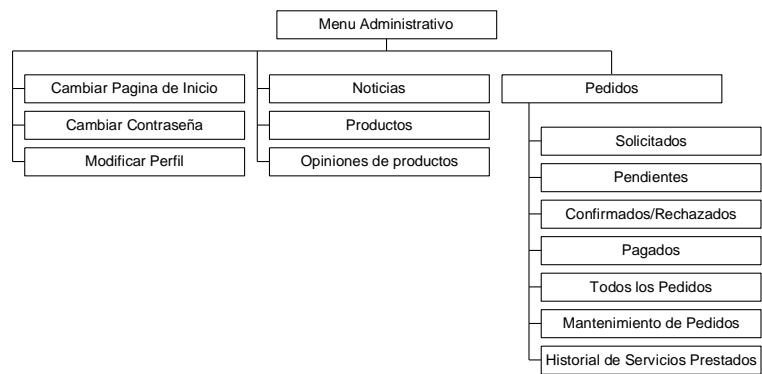 Menu Administrativo
Cambiar Pagina de Inicio
Cambiar Contraseña
Modificar Perfil
Noticias
Productos
Opiniones de productos
Pedidos
Solicitados
Pendientes
Confirmados/Rechazados
Pagados
Todos los Pedidos
Mantenimiento de Pedidos
Historial de Servicios Prestados